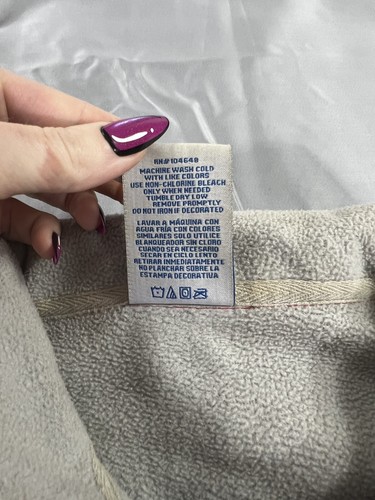 RN# 104640
MACHINE WASH COLD
WITH LIKE COLORS
USE NON-CHLORINE BLEACH
ONLY WHEN NEEDED
TUMBLE DRY LOW
REMOVE PROMPTLY
DO NOT IRON IF DECORATED
LAVAR A MÁQUINA CON
AGUA FRÍA CON COLORES
SIMILARES SOLO UTILICE
BLANQUEADOR SIN CLORO
CUANDO SEA NECESARIO
SECAR EN CICLO LENTO
RETIRAR INMEDIATAMENTE
NO PLANCHAR SOBRE LA
ESTAMPA DECORATIVA